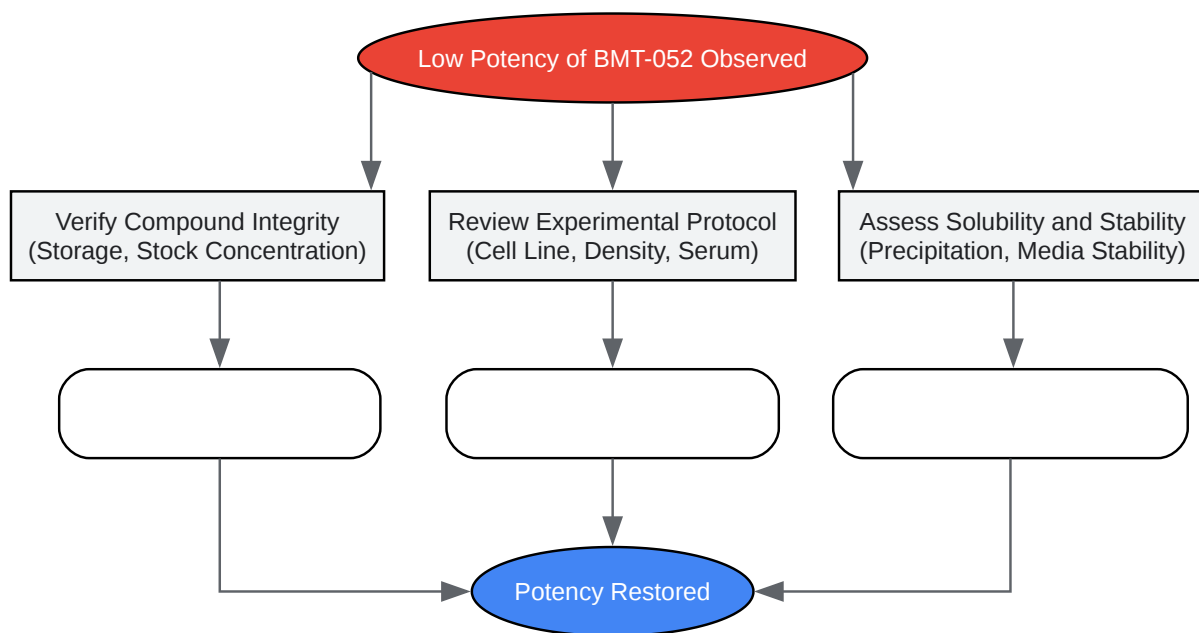 Low Potency of BMT-052 Observed
Verify Compound Integrity
(Storage, Stock Concentration)
Review Experimental Protocol
(Cell Line, Density, Serum)
Assess Solubility and Stability
(Precipitation, Media Stability)
Potency Restored